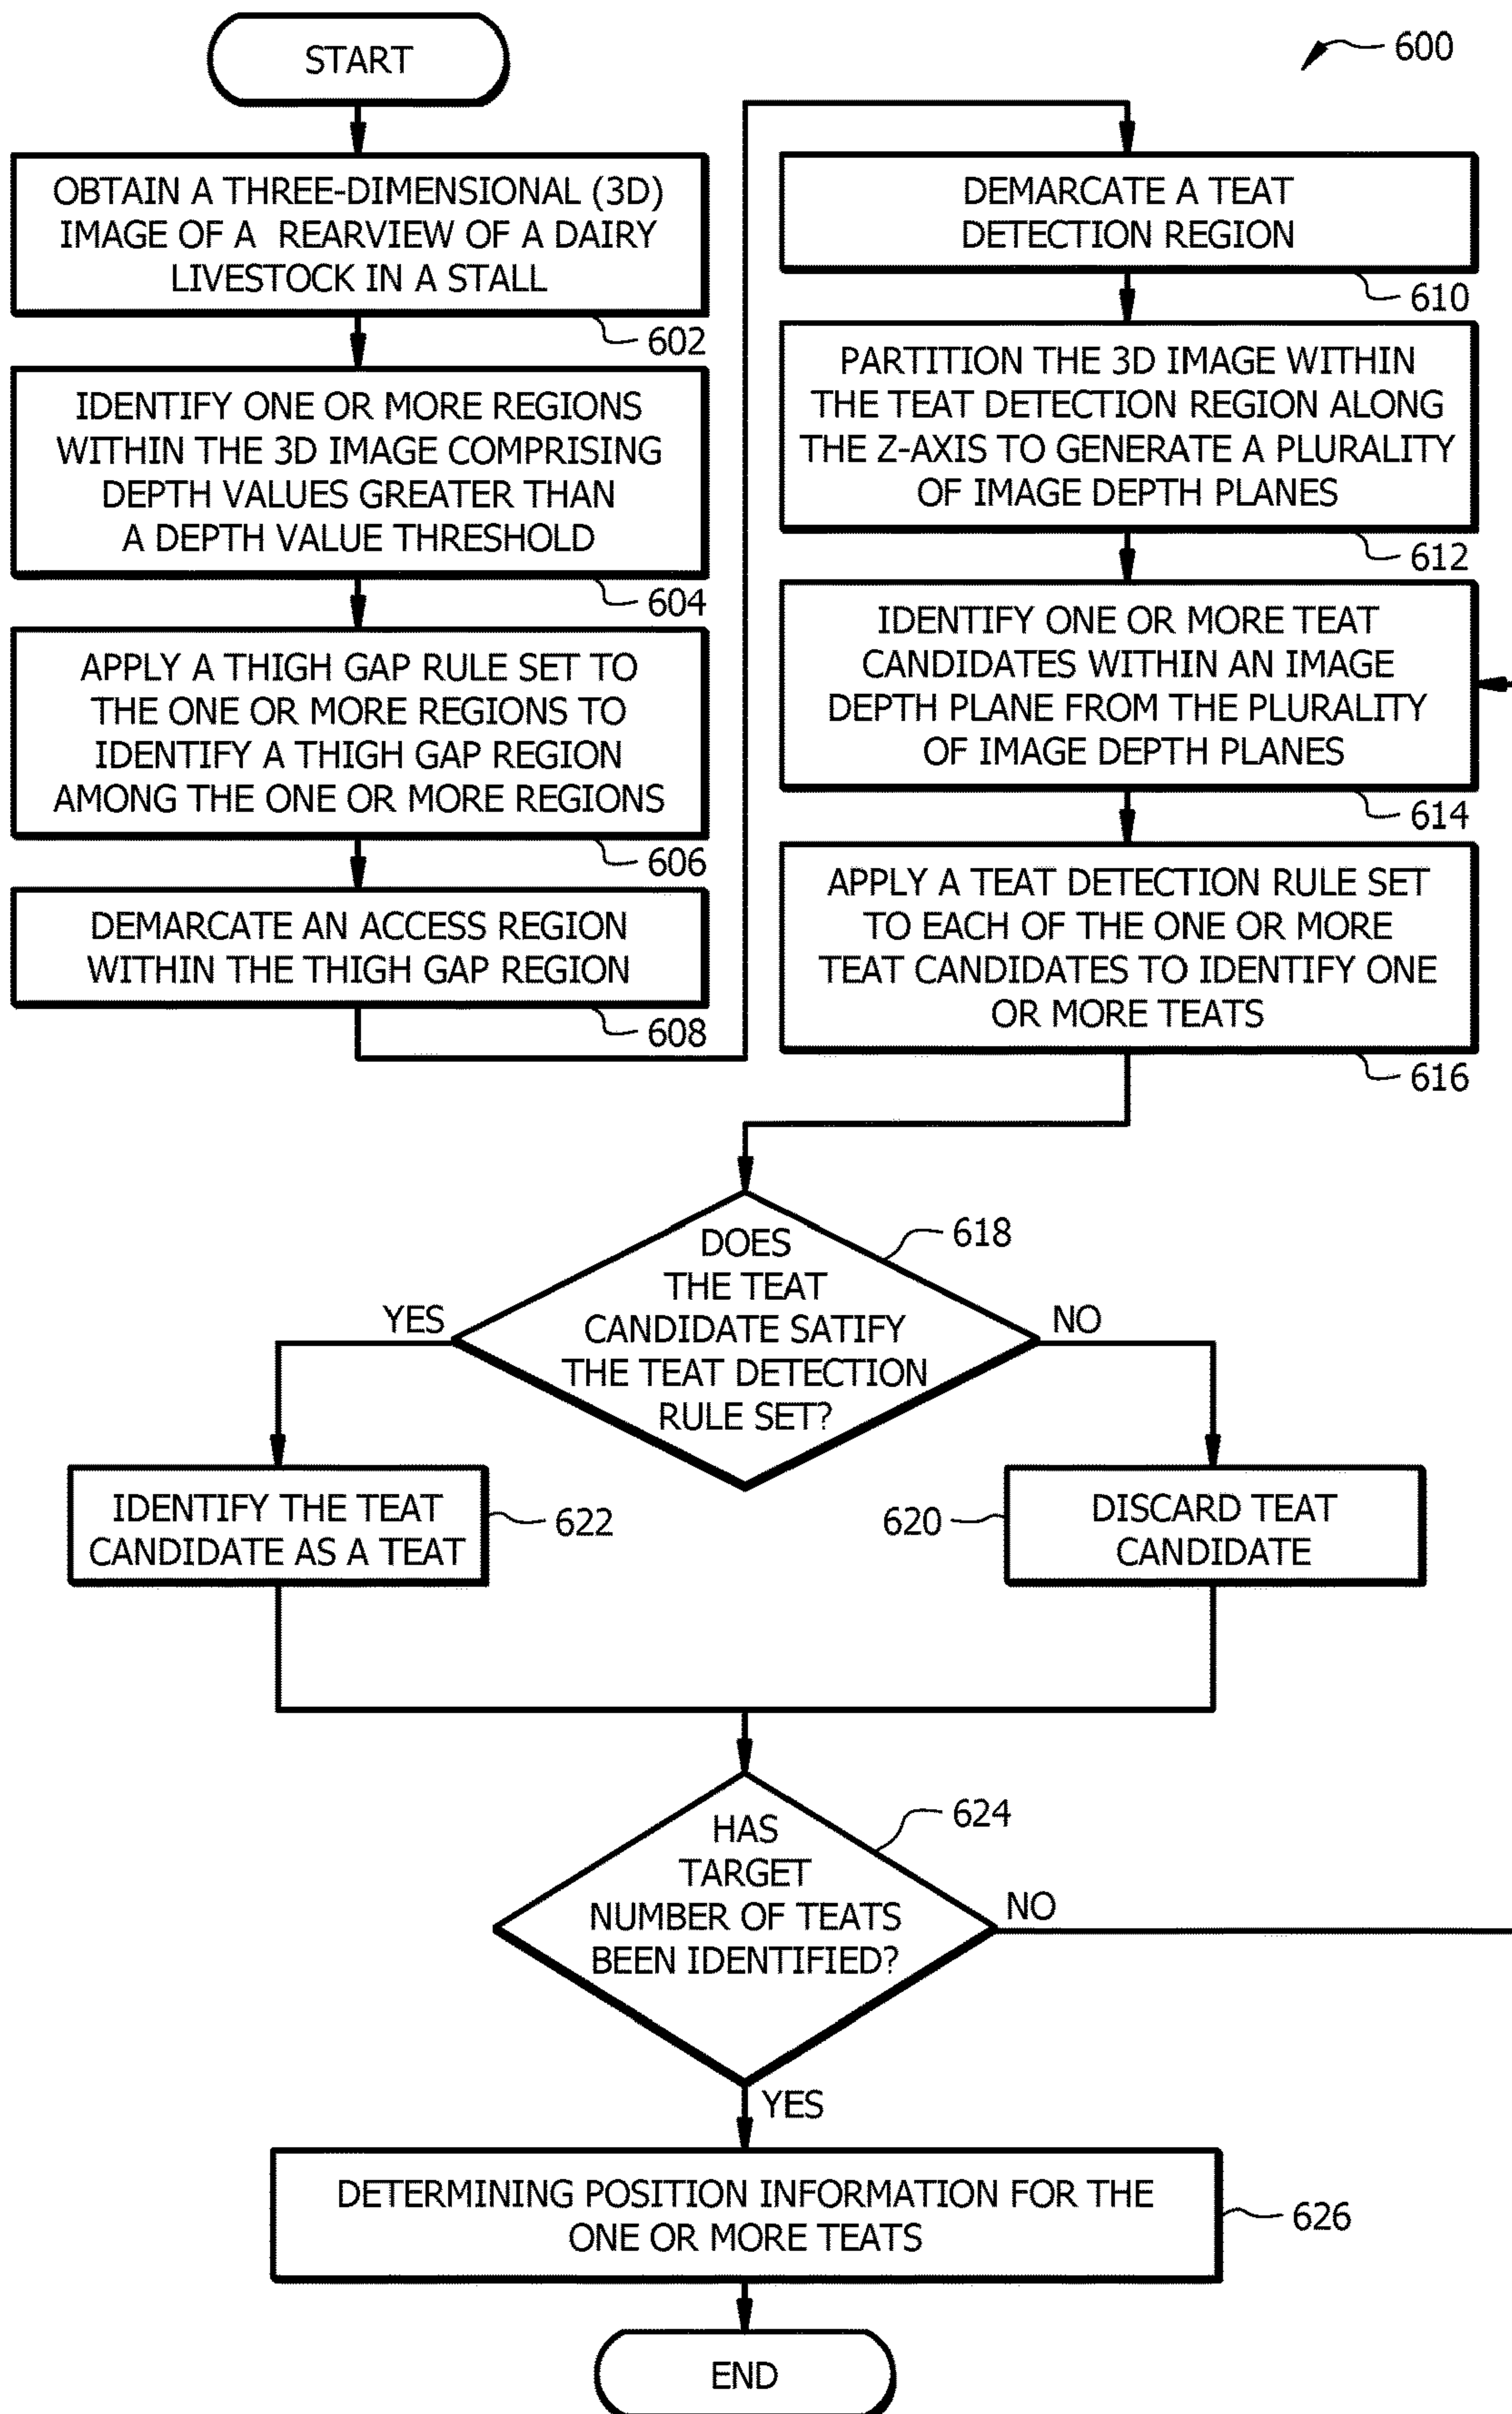 START
600
OBTAIN A THREE-DIMENSIONAL (3D)
IMAGE OF A REARVIEW OF A DAIRY
LIVESTOCK IN A STALL
602
IDENTIFY ONE OR MORE REGIONS
WITHIN THE 3D IMAGE COMPRISING
DEPTH VALUES GREATER THAN
A DEPTH VALUE THRESHOLD
604
APPLY A THIGH GAP RULE SET TO
THE ONE OR MORE REGIONS TO
IDENTIFY A THIGH GAP REGION
AMONG THE ONE OR MORE REGIONS
606
DEMARCATE AN ACCESS REGION
WITHIN THE THIGH GAP REGION
608
DEMARCATE A TEAT
DETECTION REGION
610
PARTITION THE 3D IMAGE WITHIN
THE TEAT DETECTION REGION ALONG
THE Z-AXIS TO GENERATE A PLURALITY
OF IMAGE DEPTH PLANES
612
IDENTIFY ONE OR MORE TEAT
CANDIDATES WITHIN AN IMAGE
DEPTH PLANE FROM THE PLURALITY
OF IMAGE DEPTH PLANES
614
APPLY A TEAT DETECTION RULE SET
TO EACH OF THE ONE OR MORE
TEAT CANDIDATES TO IDENTIFY ONE
OR MORE TEATS
616
DOES
THE TEAT
CANDIDATE SATIFY
THE TEAT DETECTION
RULE SET?
618
YES
NO
IDENTIFY THE TEAT
CANDIDATE AS A TEAT
622
620
DISCARD TEAT
CANDIDATE
HAS
TARGET
NUMBER OF TEATS
BEEN IDENTIFIED?
624
NO
YES
DETERMINING POSITION INFORMATION FOR THE
ONE OR MORE TEATS
626
END